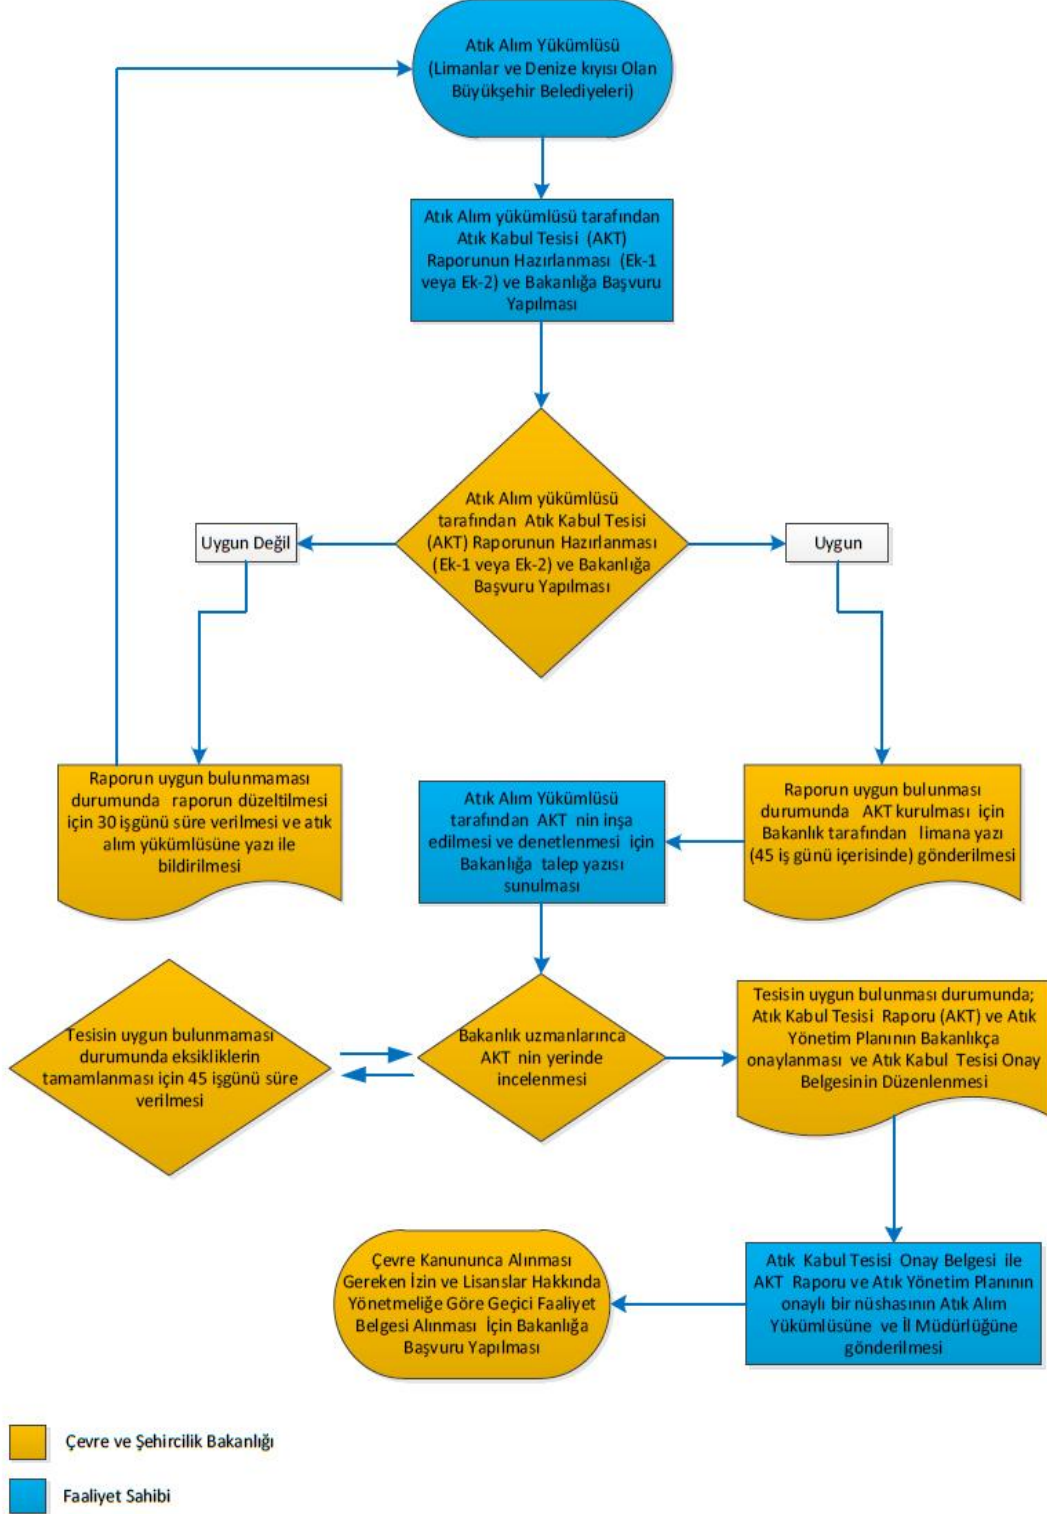 Atık Alım Yükümlüsü
(Limanlar ve Denize kıyısı Olan
Büyükşehir Belediyeleri)
Atık Alım yükümlüsü tarafından
Atık Kabul Tesisi (AKT)
Raporunun Hazırlanması (Ek-1
veya Ek-2) ve Bakanlığa Başvuru
Yapılması
Atık Alım yükümlüsü
tarafından Atık Kabul Tesisi
(AKT) Raporunun Hazırlanması
(Ek-1 veya Ek-2) ve Bakanlığa
Başvuru Yapılması
Uygun Değil
Uygun
Raporun uygun bulunmaması
durumunda raporun düzeltilmesi
için 30 işgünü süre verilmesi ve atık
alım yükümlüsüne yazı ile
bildirilmesi
Atık Alım Yükümlüsü
tarafından AKT nin inşa
edilmesi ve denetlenmesi için
Bakanlığa talep yazısı
sunulması
Raporun uygun bulunması
durumunda AKT kurulması için
Bakanlık tarafından limana yazı
(45 iş günü içerisinde) gönderilmesi
Tesisin uygun bulunmaması
durumunda eksikliklerin
tamamlanması için 45 işgünü süre
verilmesi
Bakanlık uzmanlarınca
AKT nin yerinde
incelenmesi
Tesisin uygun bulunması durumunda;
Atık Kabul Tesisi Raporu (AKT) ve Atık
Yönetim Planının Bakanlıkça
onaylanması ve Atık Kabul Tesisi Onay
Belgesinin Düzenlenmesi
Çevre Kanununca Alınması
Gereken İzin ve Lisanslar Hakkında
Yönetmeliğe Göre Geçici Faaliyet
Belgesi Alınması İçin Bakanlığa
Başvuru Yapılması
Atık Kabul Tesisi Onay Belgesi ile
AKT Raporu ve Atık Yönetim Planının
onaylı bir nüshasının Atık Alım
Yükümlüsüne ve İl Müdürlüğüne
gönderilmesi
Çevre ve Şehircilik Bakanlığı
Faaliyet Sahibi